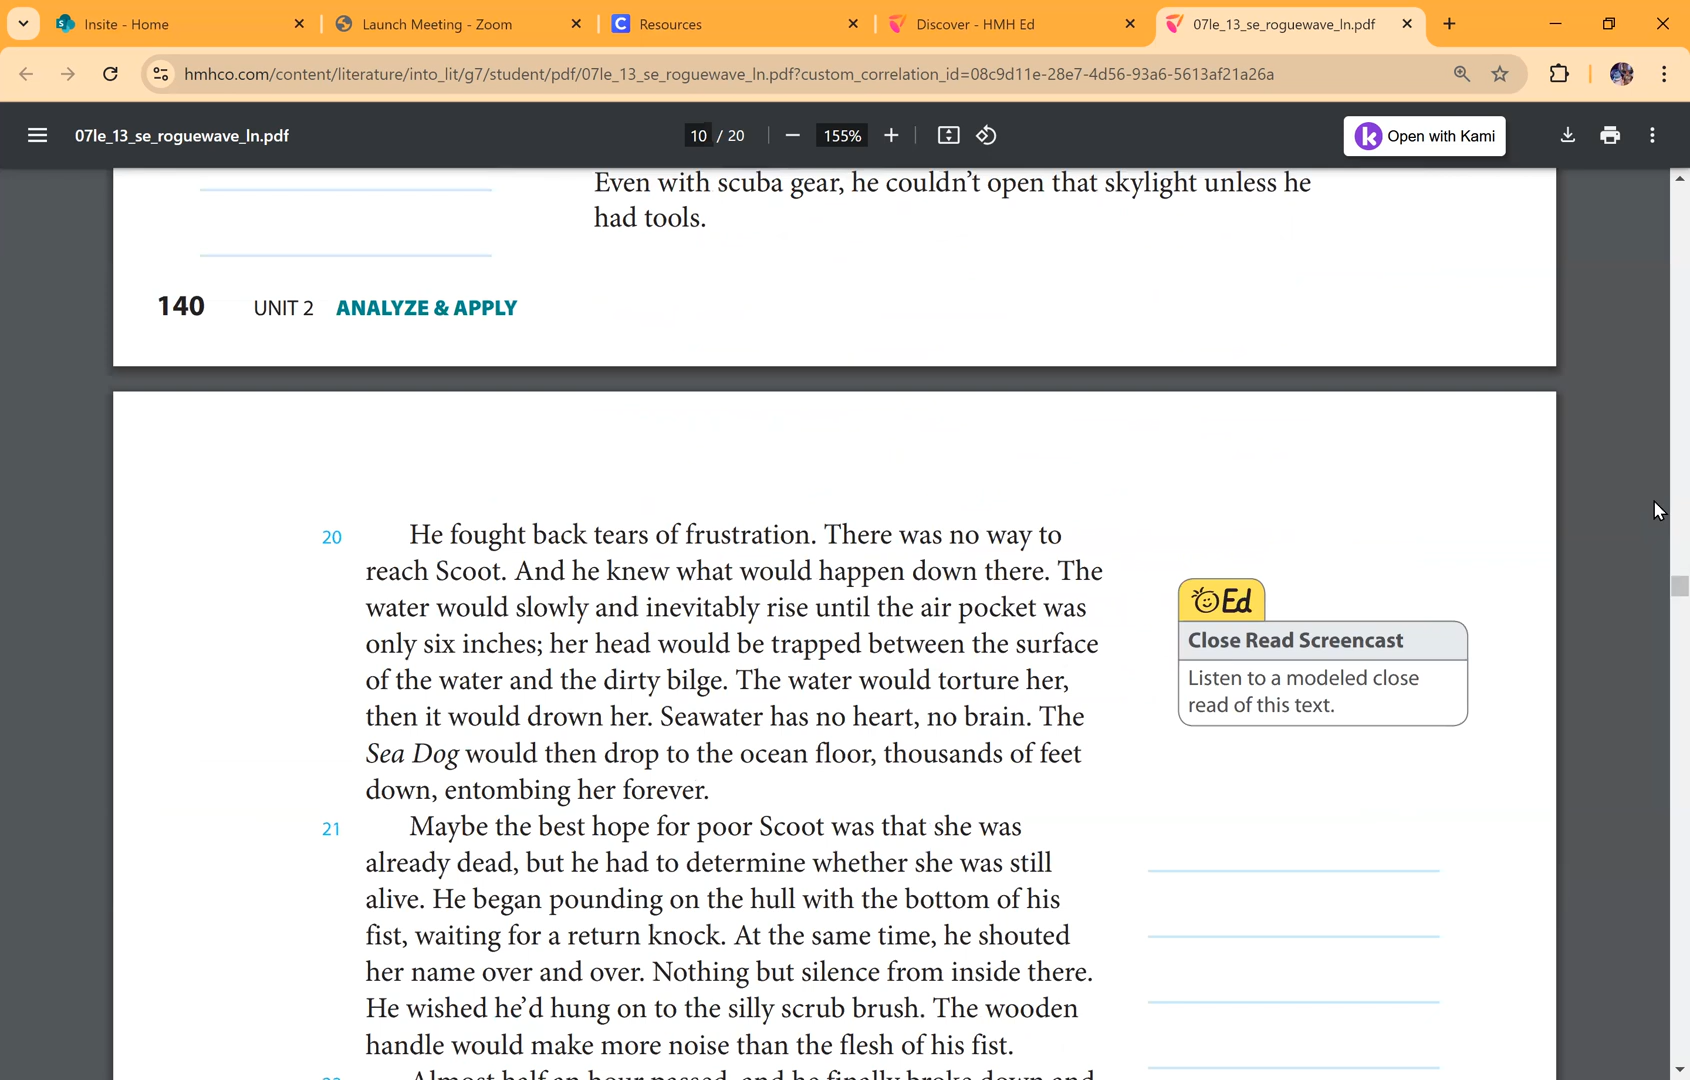 Insite - Home
Launch Meeting - Zoom
C Resources
Discover - HMH Ed
07le_13_se_roguewave_ln.pdf
hmhco.com/content/literature/into_lit/g7/student/pdf/07le_13_se_roguewave_ln.pdf?custom_correlation_id=08c9d11e-28e7-4d56-93a6-5613af21a26a
07le_13_se_roguewave_ln.pdf
10 / 20
155%
k Open with Kami
Even with scuba gear, he couldn’t open that skylight unless he
had tools.
140 UNIT 2 ANALYZE & APPLY
20 He fought back tears of frustration. There was no way to
reach Scoot. And he knew what would happen down there. The
water would slowly and inevitably rise until the air pocket was
only six inches; her head would be trapped between the surface
of the water and the dirty bilge. The water would torture her,
then it would drown her. Seawater has no heart, no brain. The
Sea Dog would then drop to the ocean floor, thousands of feet
down, entombing her forever.
21 Maybe the best hope for poor Scoot was that she was
already dead, but he had to determine whether she was still
alive. He began pounding on the hull with the bottom of his
fist, waiting for a return knock. At the same time, he shouted
her name over and over. Nothing but silence from inside there.
He wished he’d hung on to the silly scrub brush. The wooden
handle would make more noise than the flesh of his fist.
Almost half an hour passed, and he finally broke down and
Ed
Close Read Screencast
Listen to a modeled close
read of this text.